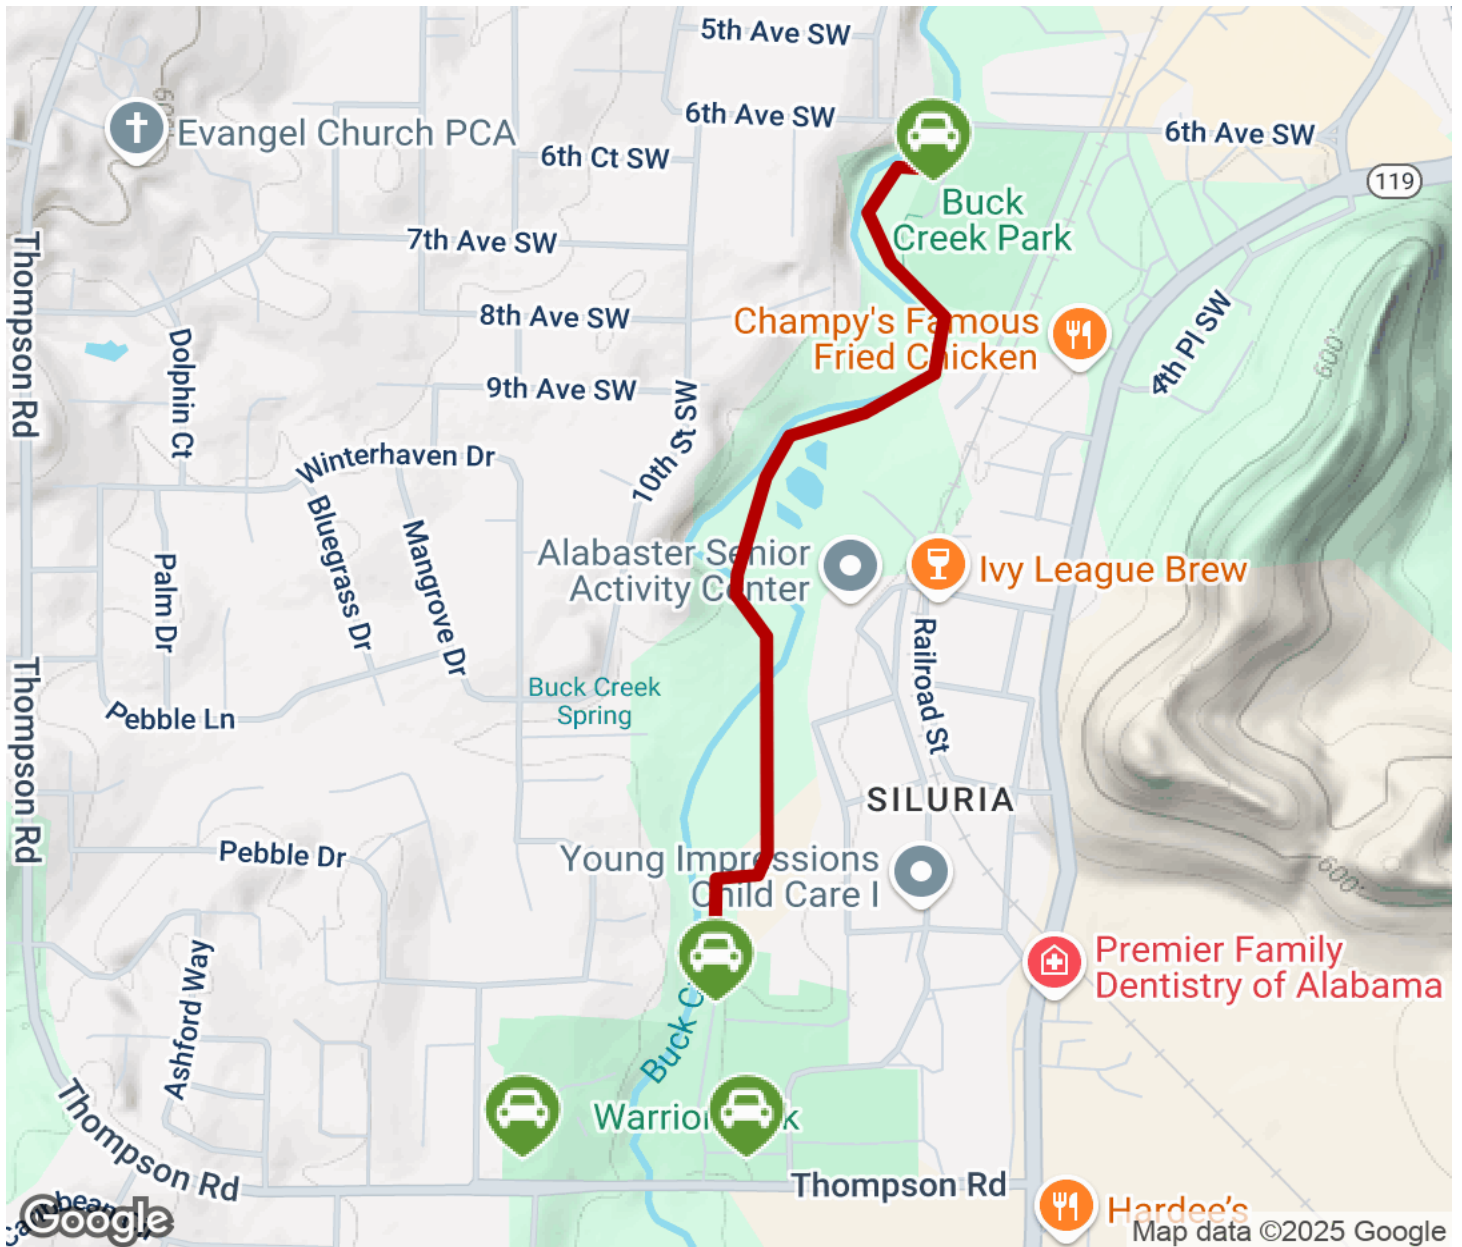 5th Ave SW
6th Ave SW
6th Ave SW
Evangel Church PCA
6th Ct SW
119
Buck
Creek Park
7th Ave SW
Thompson Rd
8th Ave SW
Champy's Famous
Fried Chicken
4th Pl SW
600'
Dolphin Ct
9th Ave SW
10th St SW
Winterhaven Dr
Bluegrass Dr
Mangrove Dr
Palm Dr
Alabaster Senior
Activity Center
Ivy League Brew
Railroad St
Thompson Rd
Buck Creek
Spring
Pebble Ln
SILURIA
Pebble Dr
Young Impressions
Child Care I
600'
Premier Family
Dentistry of Alabama
Ashford Way
Buck
Thompson Rd
Thompson Rd
Hardee's
Google
Map data ©2025 Google